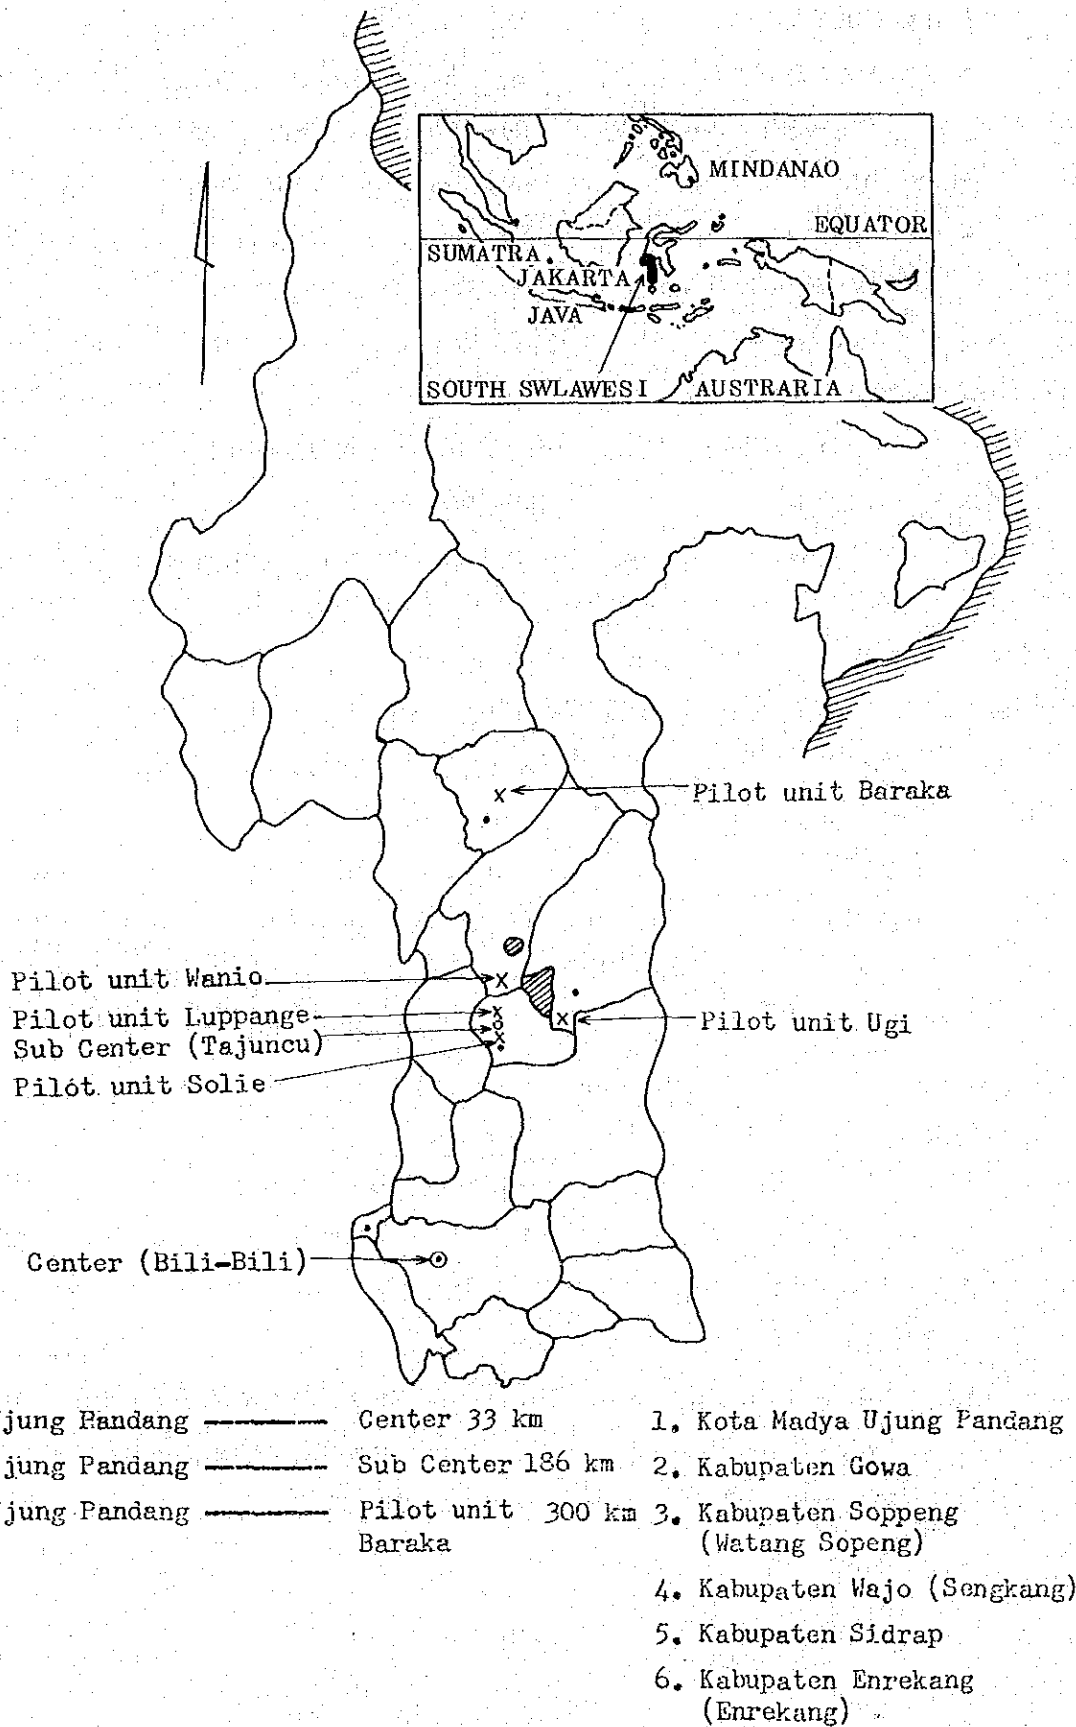 MINDANAO
EQUATOR
SUMATRA
JAKARTA
JAVA
SOUTH SWLAWESI
AUSTRARIA
Pilot unit Baraka
Pilot unit Wanio
Pilot unit Luppange
Sub Center (Tajuncu)
Pilot unit Ugi
Pilot unit Solie
Center (Bili-Bili)
jung Pandang Center 33 km
jung Pandang Sub Center 186 km
jung Pandang Pilot unit 300 km
Baraka
1. Kota Madya Ujung Pandang
2. Kabupaten Gowa
3. Kabupaten Soppeng
(Watang Sopeng)
4. Kabupaten Wajo (Sengkang)
5. Kabupaten Sidrap
6. Kabupaten Enrekang
(Enrekang)